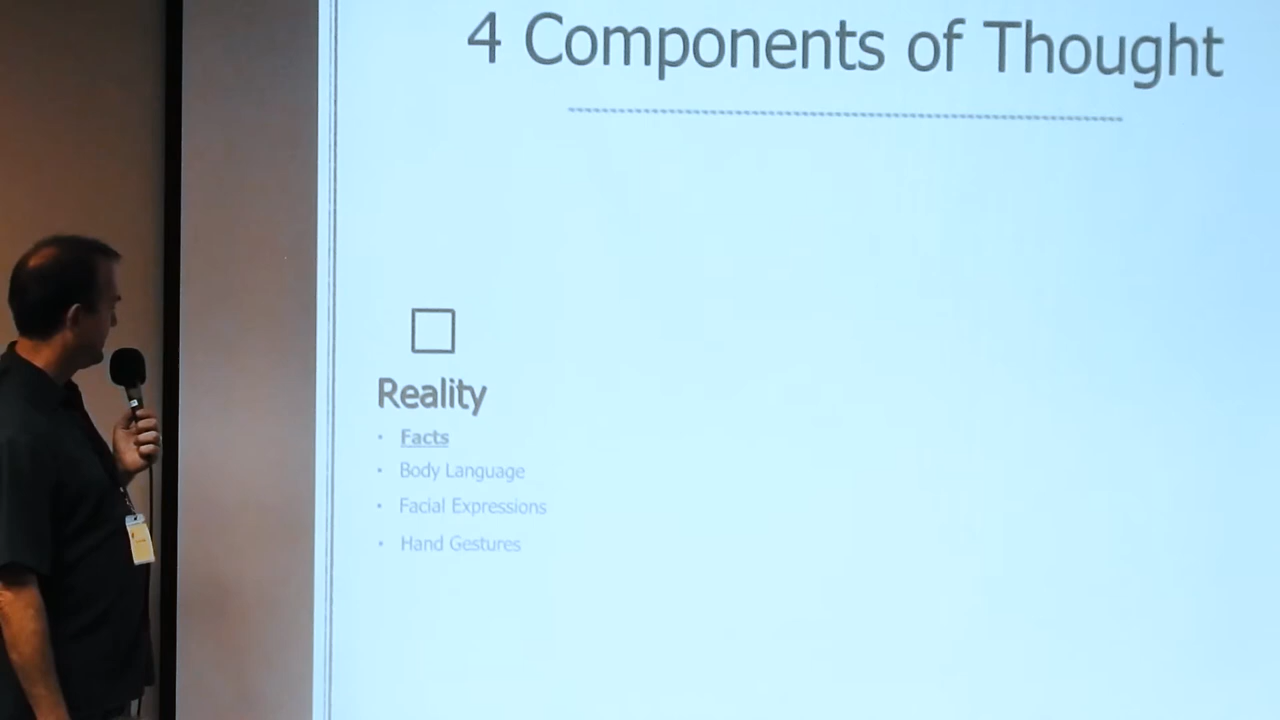 4 Components of Thought
Reality
• Facts
• Body Language
• Facial Expressions
• Hand Gestures